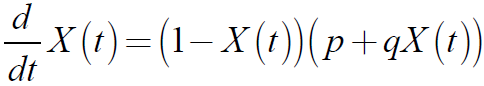 d/dt X(t) = (1 − X(t))(p + qX(t))